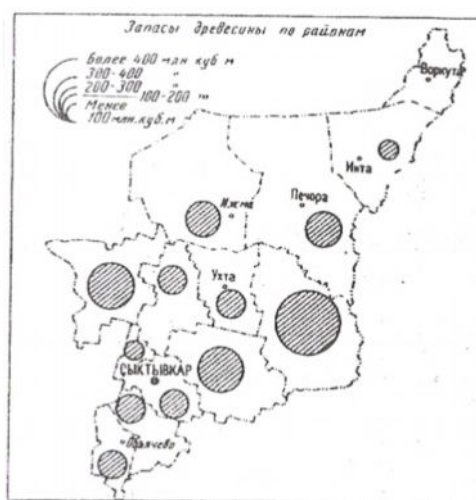 Запасы древесины по районам
Более 400 млн куб м
300-400 "
200-300 "
100-200 "
Менее
100 млн.куб.м
Воркута
Инта
Печора
Ижма
Ухта
СЫКТЫВКАР
Объячево